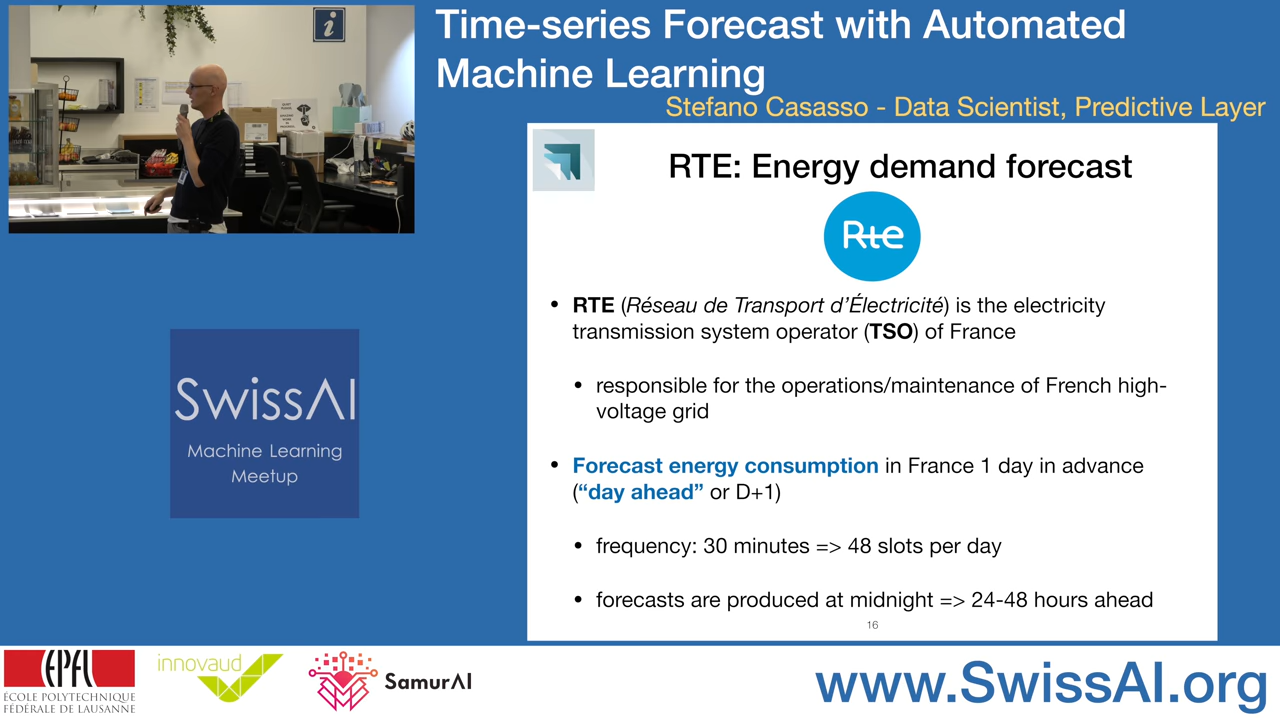 Time-series Forecast with Automated
Machine Learning
Stefano Casasso - Data Scientist, Predictive Layer
RTE: Energy demand forecast
Rte
• RTE (Réseau de Transport d'Électricité) is the electricity
transmission system operator (TSO) of France
• responsible for the operations/maintenance of French high-
voltage grid
• Forecast energy consumption in France 1 day in advance
(“day ahead” or D+1)
• frequency: 30 minutes => 48 slots per day
• forecasts are produced at midnight => 24-48 hours ahead
16
SwissAI
Machine Learning
Meetup
EPFL
ÉCOLE POLYTECHNIQUE
FÉDÉRALE DE LAUSANNE
innovaud
SamurAI
www.SwissAI.org